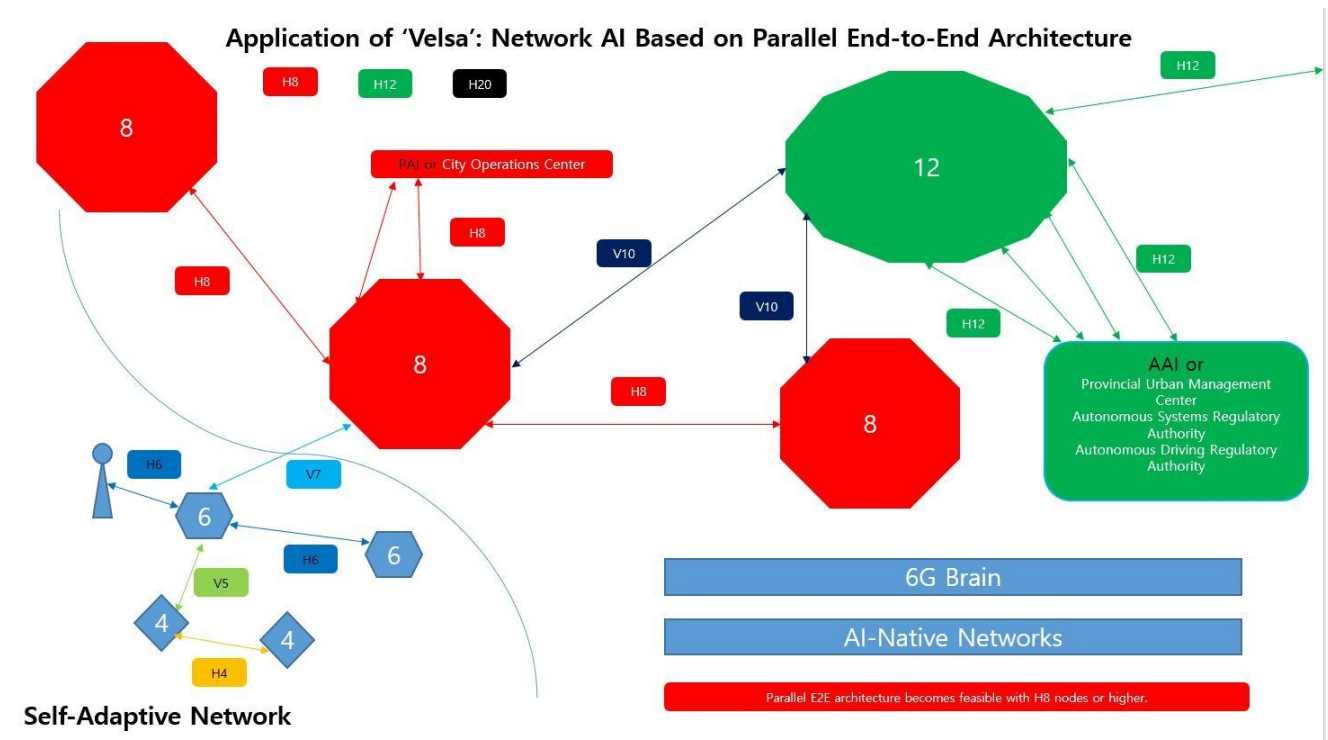 Application of ‘Velsa’: Network AI Based on Parallel End-to-End Architecture
H8
H12
H20
H12
8
12
PAI or City Operations Center
H8
V10
H12
H8
V10
H12
8
H8
8
AAI or
Provincial Urban Management
Center
Autonomous Systems Regulatory
Authority
Autonomous Driving Regulatory
Authority
H6
V7
6
H6
6
V5
4
4
H4
6G Brain
AI-Native Networks
Parallel E2E architecture becomes feasible with H8 nodes or higher.
Self-Adaptive Network